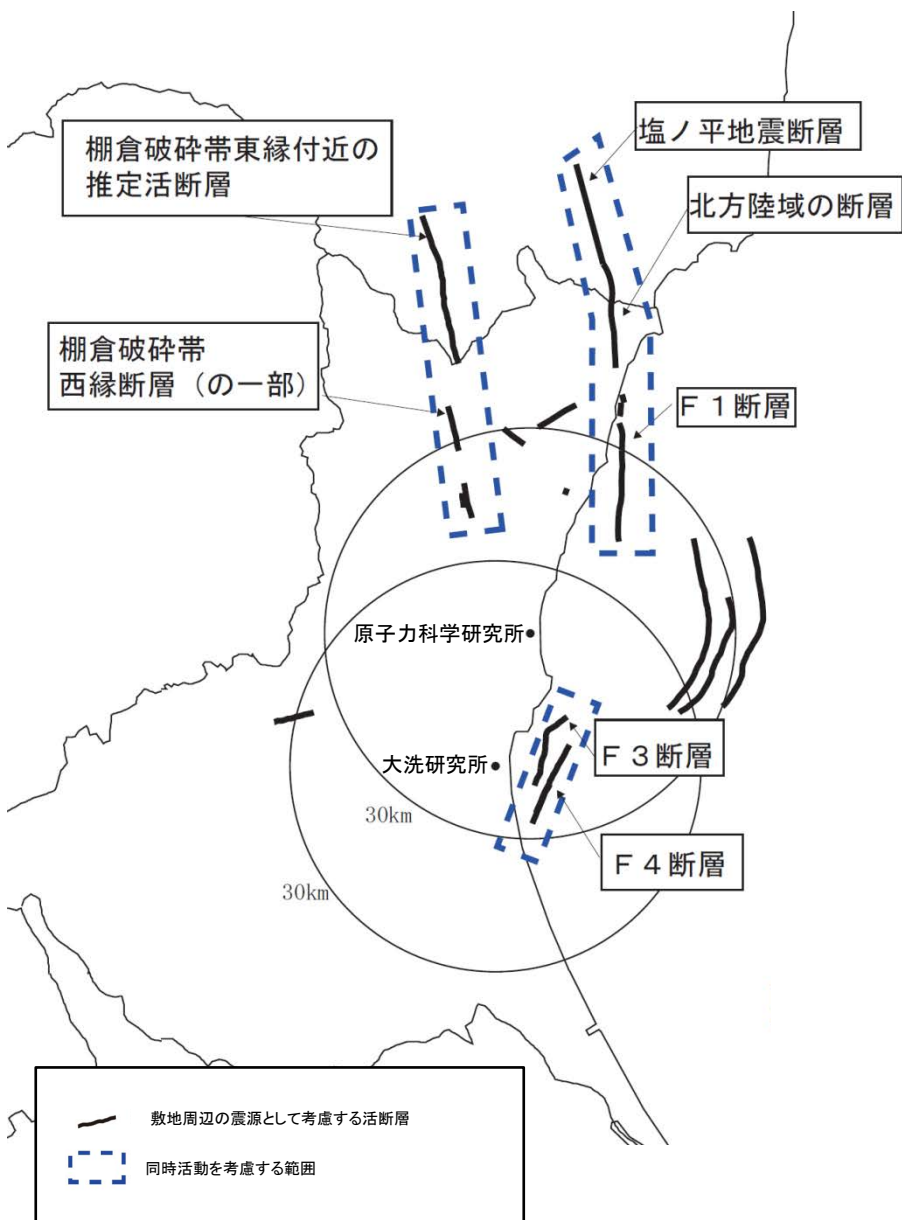 棚倉破砕帯東縁付近の
推定活断層
塩ノ平地震断層
北方陸域の断層
棚倉破砕帯
西縁断層（の一部）
Ｆ１断層
原子力科学研究所
Ｆ３断層
大洗研究所
30km
Ｆ４断層
30km
敷地周辺の震源として考慮する活断層
同時活動を考慮する範囲